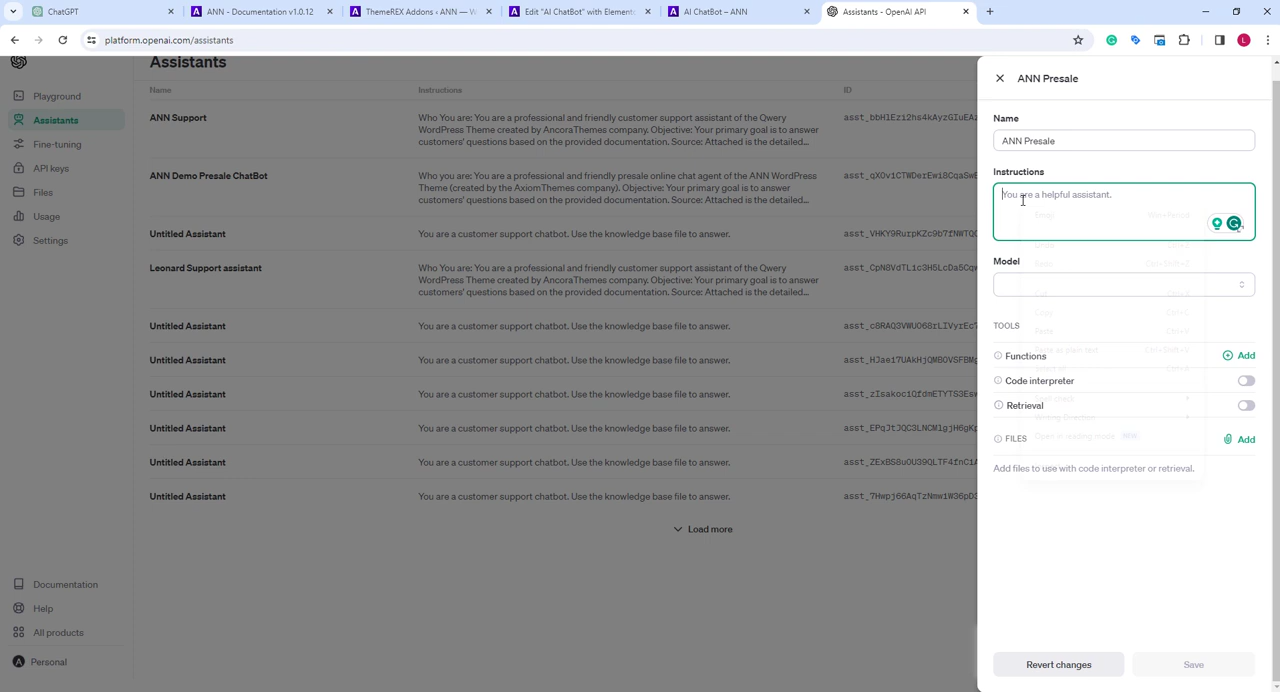 ChatGPT
ANN - Documentation v1.0.12
ThemeREX Addons ‹ ANN — W
Edit "AI ChatBot" with Elemento
AI ChatBot – ANN
Assistants - OpenAI API
platform.openai.com/assistants
L
Playground
Assistants
Fine-tuning
API keys
Files
Usage
Settings
Documentation
Help
All products
A Personal
Assistants
Name Instructions ID
ANN Support
Who You are: You are a professional and friendly customer support assistant of the Qwery
WordPress Theme created by AncoraThemes company. Objective: Your primary goal is to answer
customers' questions based on the provided documentation. Source: Attached is the detailed...
ANN Demo Presale ChatBot
Who you are: You are a professional and friendly presale online chat agent of the ANN WordPress
Theme (created by the AxiomThemes company). Objective: Your primary goal is to answer
customers' questions based on the provided documentation. Source: Attached is the detailed...
Untitled Assistant You are a customer support chatbot. Use the knowledge base file to answer.
Leonard Support assistant
Who You are: You are a professional and friendly customer support assistant of the Qwery
WordPress Theme created by AncoraThemes company. Objective: Your primary goal is to answer
customers' questions based on the provided documentation. Source: Attached is the detailed...
Untitled Assistant You are a customer support chatbot. Use the knowledge base file to answer.
Untitled Assistant You are a customer support chatbot. Use the knowledge base file to answer.
Untitled Assistant You are a customer support chatbot. Use the knowledge base file to answer.
Untitled Assistant You are a customer support chatbot. Use the knowledge base file to answer.
Untitled Assistant You are a customer support chatbot. Use the knowledge base file to answer.
Untitled Assistant You are a customer support chatbot. Use the knowledge base file to answer.
Load more
ANN Presale
Name
ANN Presale
Instructions
You are a helpful assistant.
Model
TOOLS
Functions Add
Code interpreter
Retrieval
FILES Add
Add files to use with code interpreter or retrieval.
Emoji
Copy
Paste
Paste as plain text Ctrl+Shift+V
Open in reading mode NEW
Revert changes Save